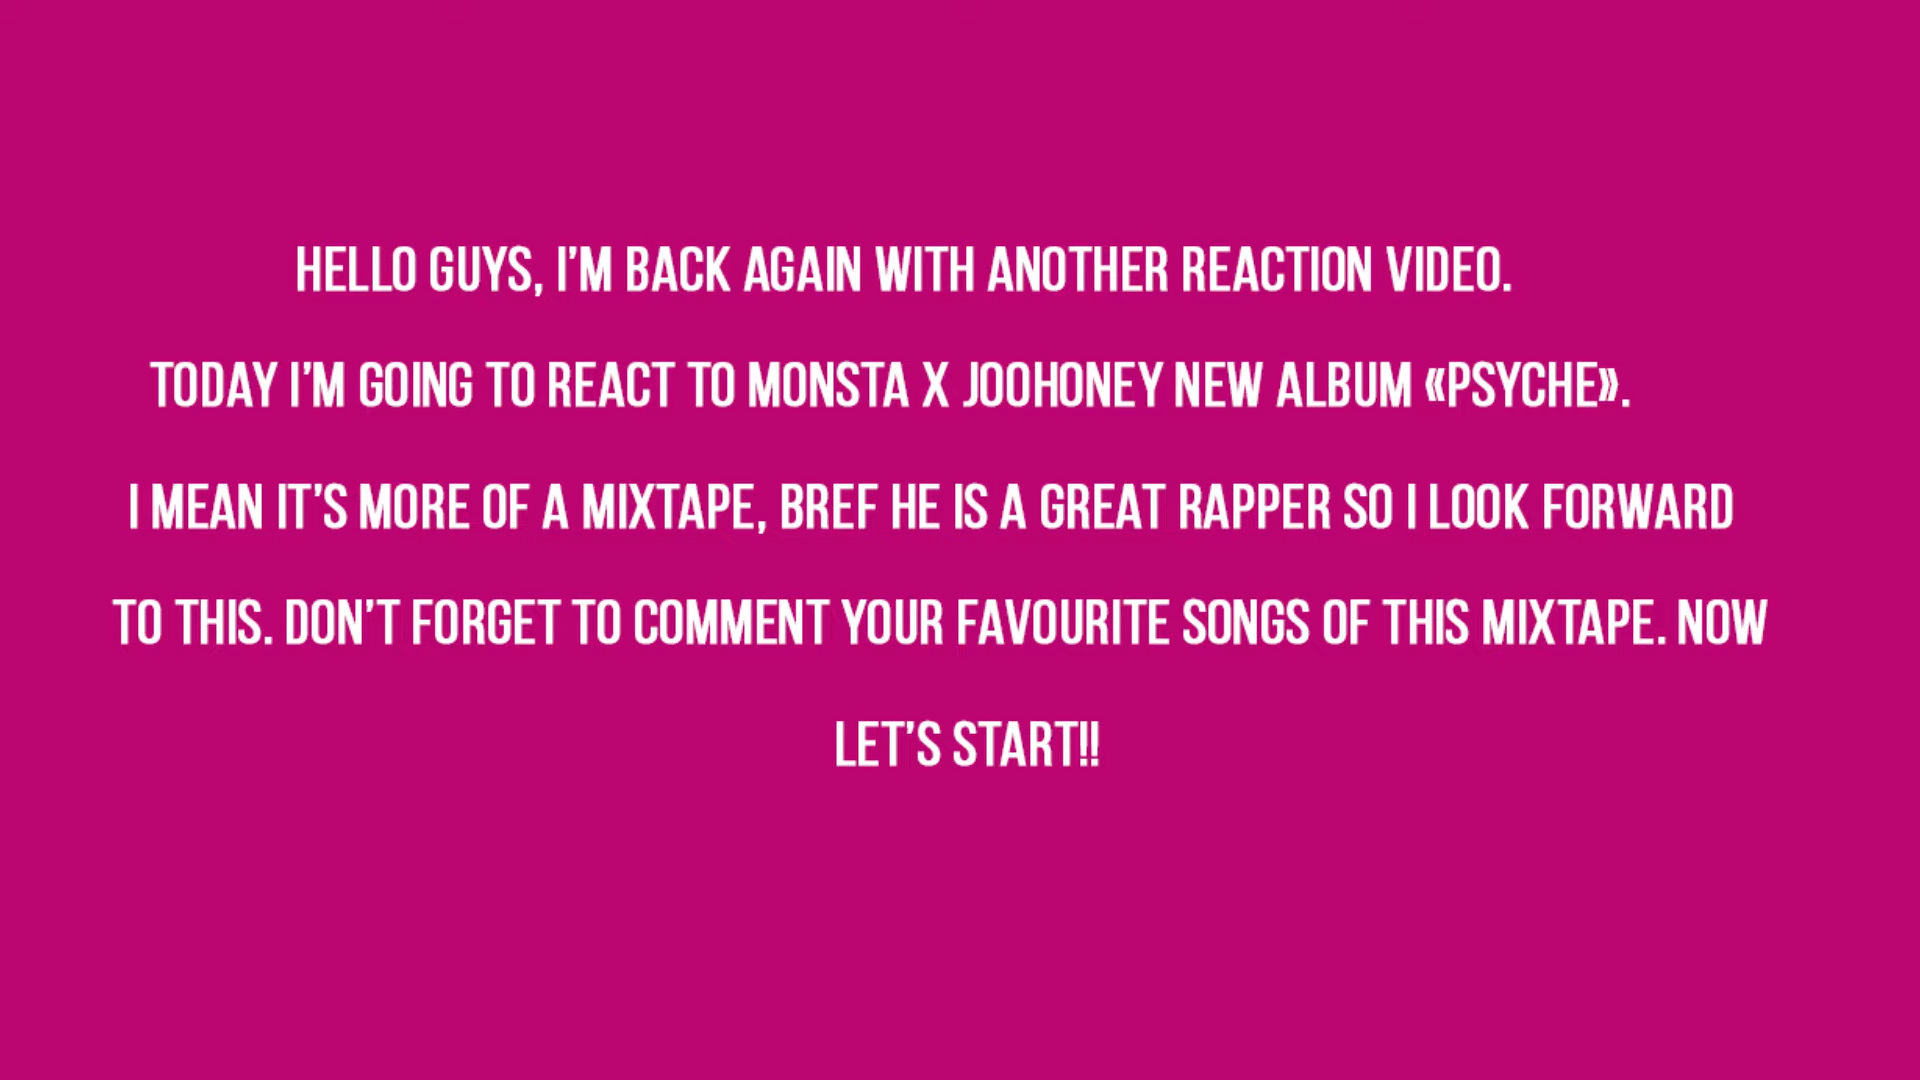 HELLO GUYS, I'M BACK AGAIN WITH ANOTHER REACTION VIDEO.
TODAY I'M GOING TO REACT TO MONSTA X JOOHONEY NEW ALBUM «PSYCHE».
I MEAN IT'S MORE OF A MIXTAPE, BREF HE IS A GREAT RAPPER SO I LOOK FORWARD
TO THIS. DON'T FORGET TO COMMENT YOUR FAVOURITE SONGS OF THIS MIXTAPE. NOW
LET'S START!!